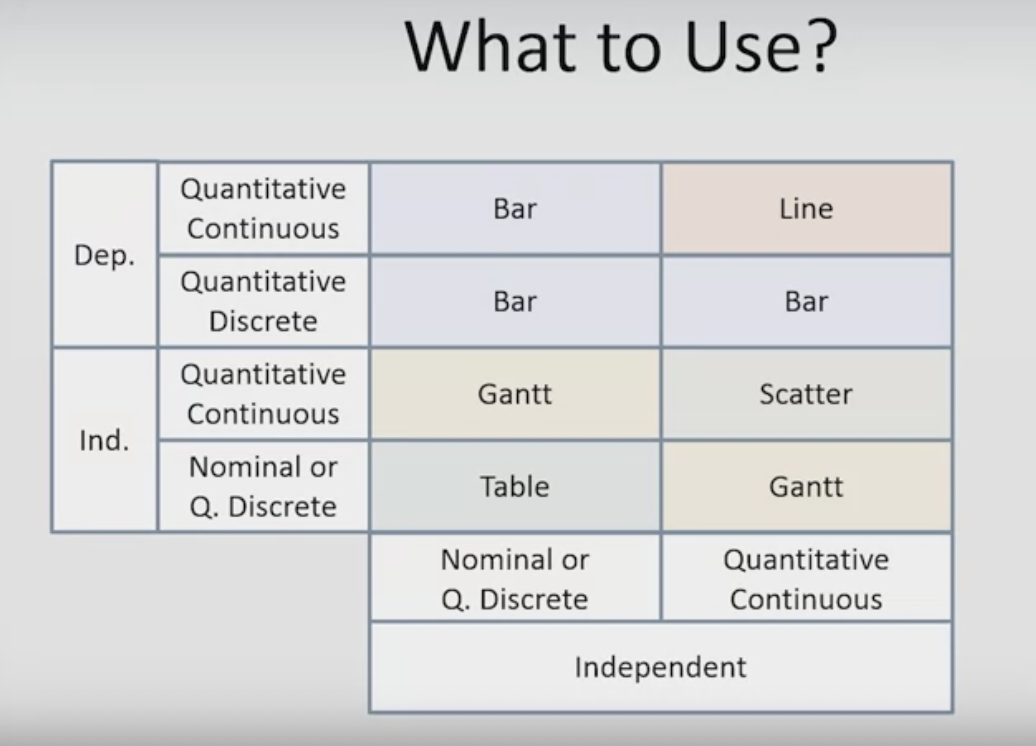 What to Use?
Dep.
Quantitative
Continuous
Bar
Line
Quantitative
Discrete
Bar
Bar
Ind.
Quantitative
Continuous
Gantt
Scatter
Nominal or
Q. Discrete
Table
Gantt
Nominal or
Q. Discrete
Quantitative
Continuous
Independent